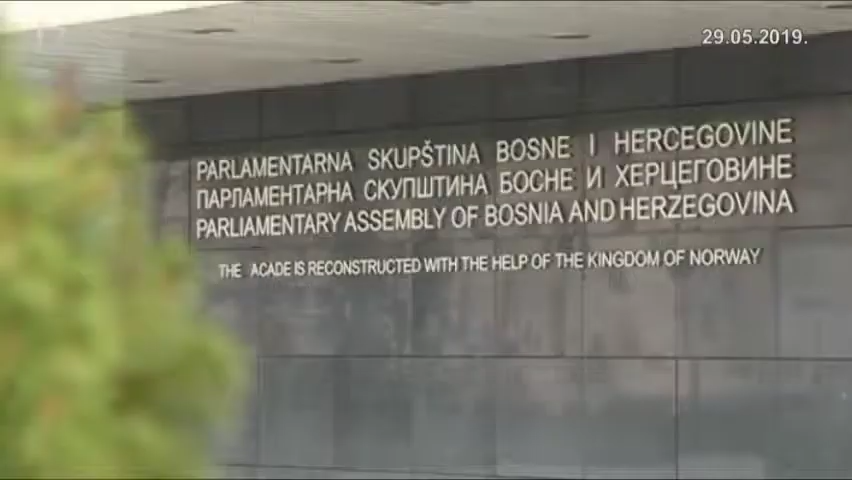 29.05.2019.
PARLAMENTARNA SKUPŠTINA BOSNE I HERCEGOVINE
ПАРЛАМЕНТАРНА СКУПШТИНА БОСНЕ И ХЕРЦЕГОВИНЕ
PARLIAMENTARY ASSEMBLY OF BOSNIA AND HERZEGOVINA
THE ACADE IS RECONSTRUCTED WITH THE HELP OF THE KINGDOM OF NORWAY